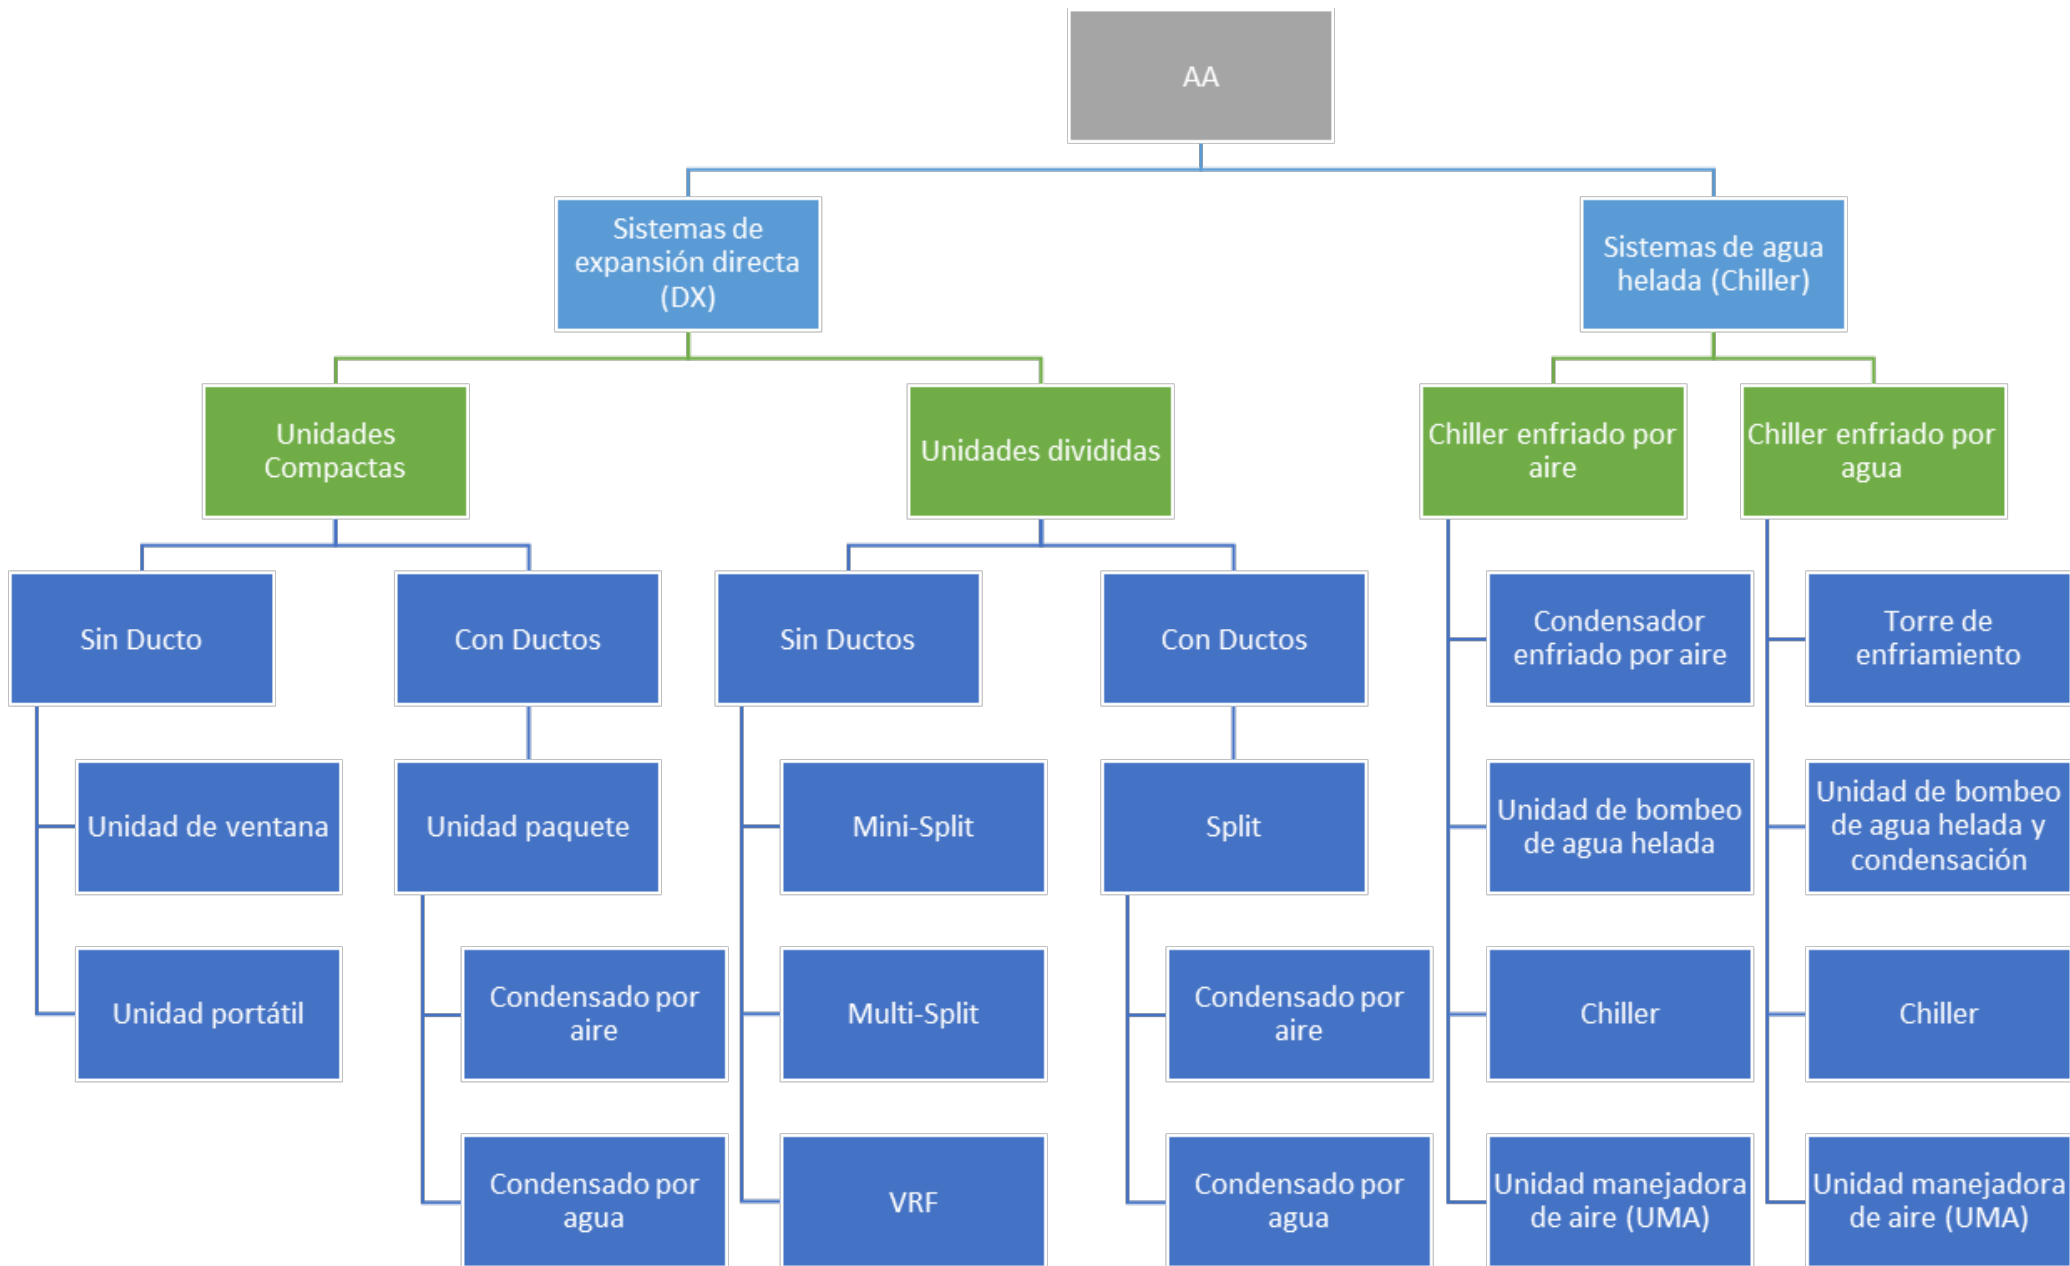 AA
Sistemas de
expansión directa
(DX)
Sistemas de agua
helada (Chiller)
Unidades
Compactas
Unidades divididas
Chiller enfriado por
aire
Chiller enfriado por
agua
Sin Ducto
Con Ductos
Sin Ductos
Con Ductos
Condensador
enfriado por aire
Torre de
enfriamiento
Unidad de ventana
Unidad paquete
Mini-Split
Split
Unidad de bombeo
de agua helada
Unidad de bombeo
de agua helada y
condensación
Unidad portátil
Condensado por
aire
Multi-Split
Condensado por
aire
Chiller
Chiller
Condensado por
agua
VRF
Condensado por
agua
Unidad manejadora
de aire (UMA)
Unidad manejadora
de aire (UMA)